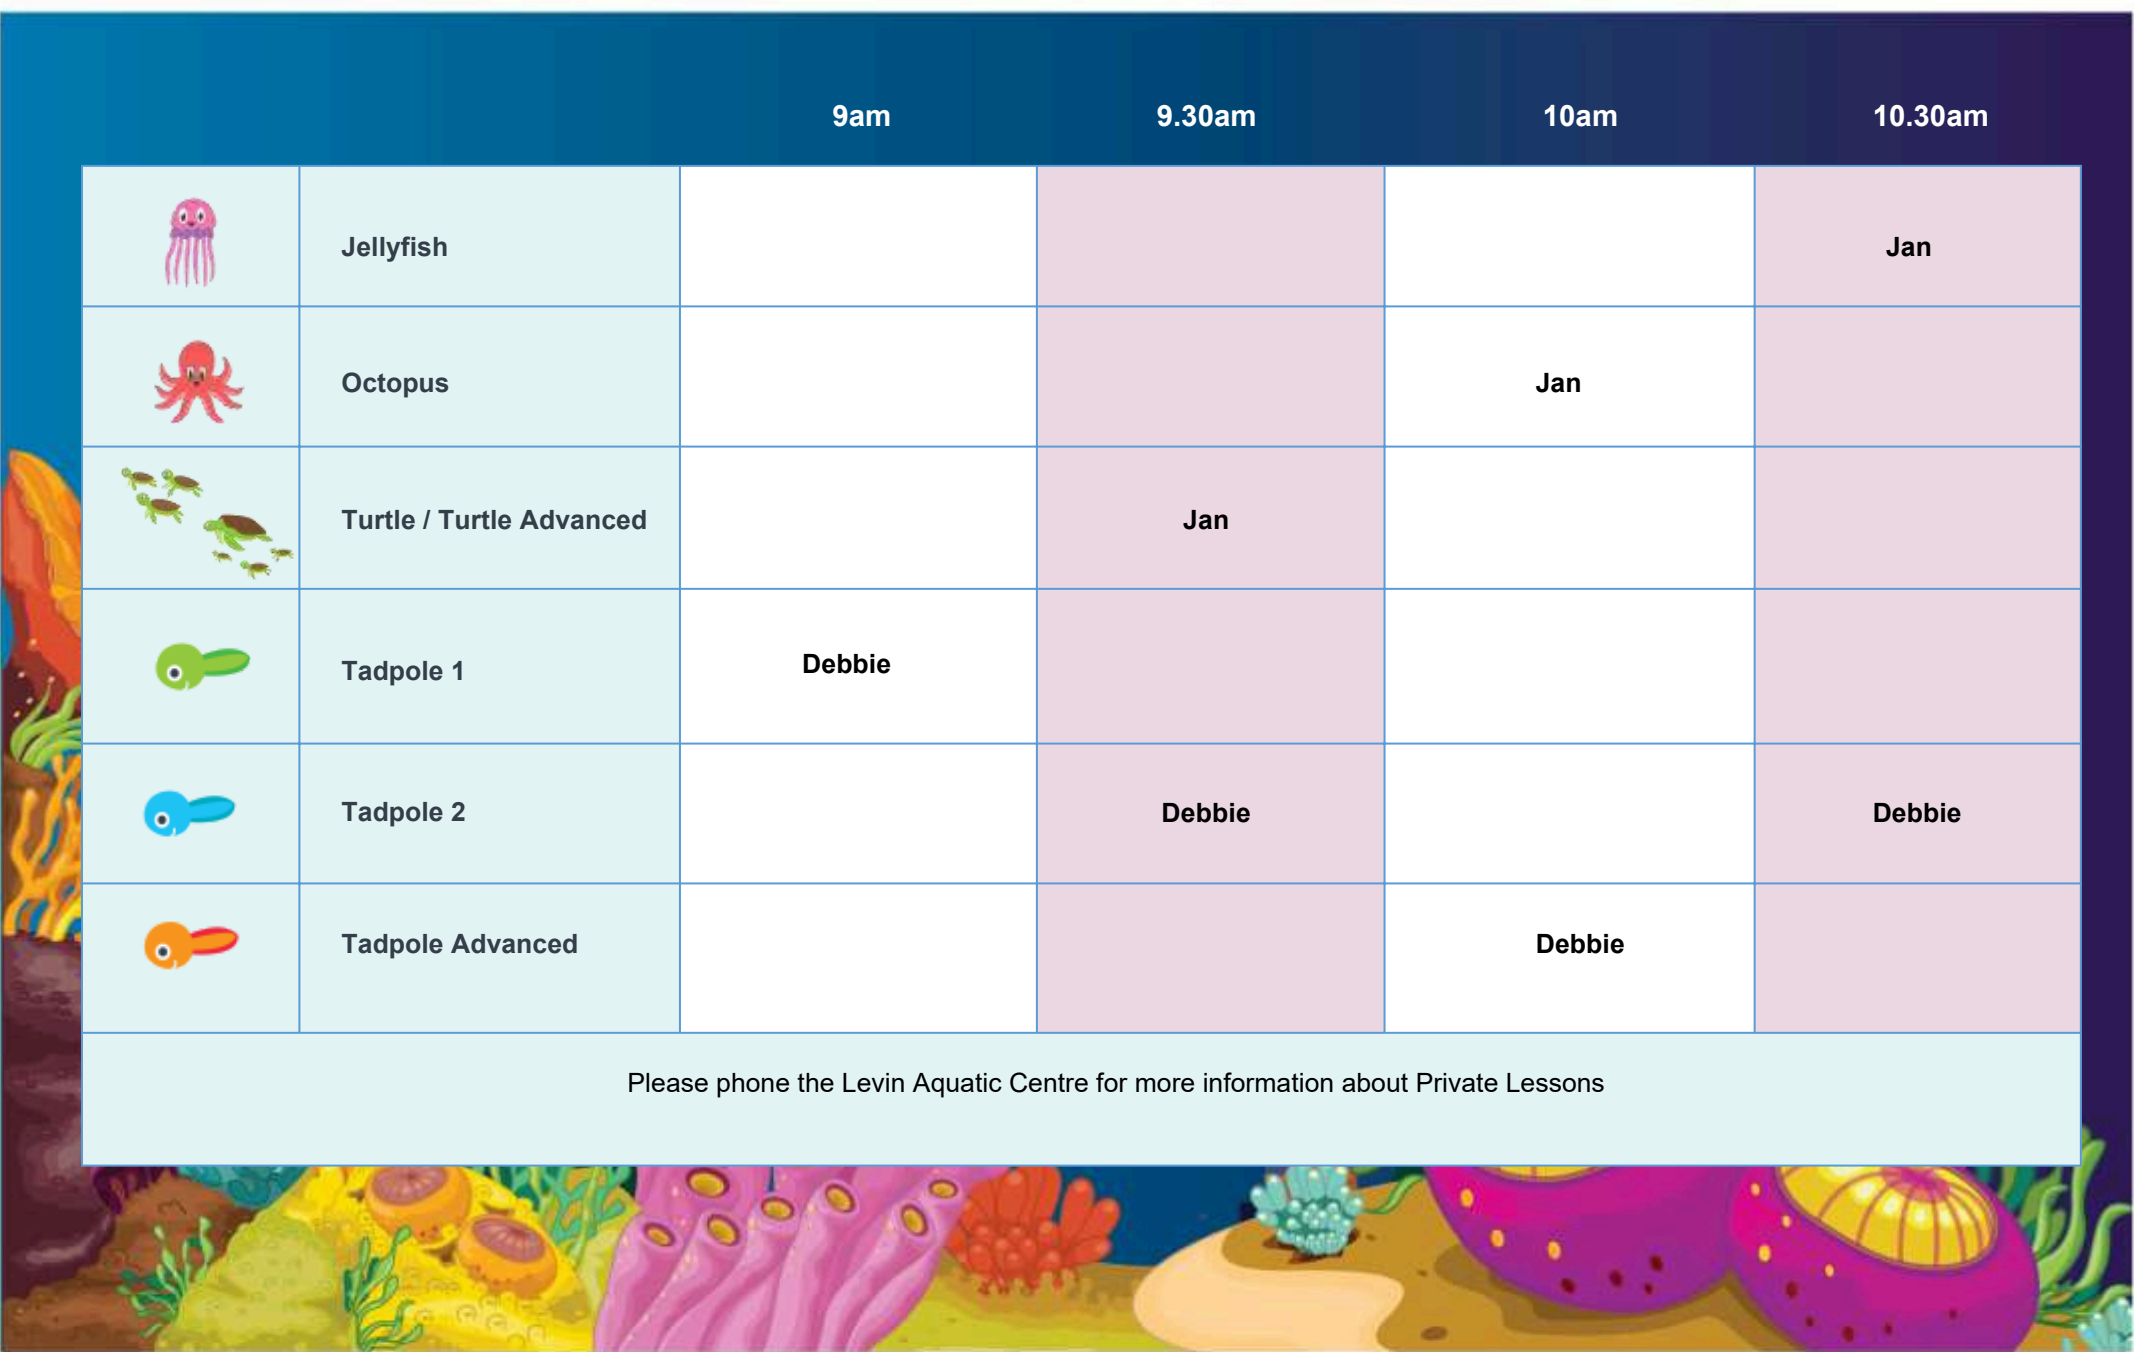 9am 9.30am 10am 10.30am
Jellyfish Jan
Octopus Jan
Turtle / Turtle Advanced Jan
Tadpole 1 Debbie
Tadpole 2 Debbie Debbie
Tadpole Advanced Debbie
Please phone the Levin Aquatic Centre for more information about Private Lessons